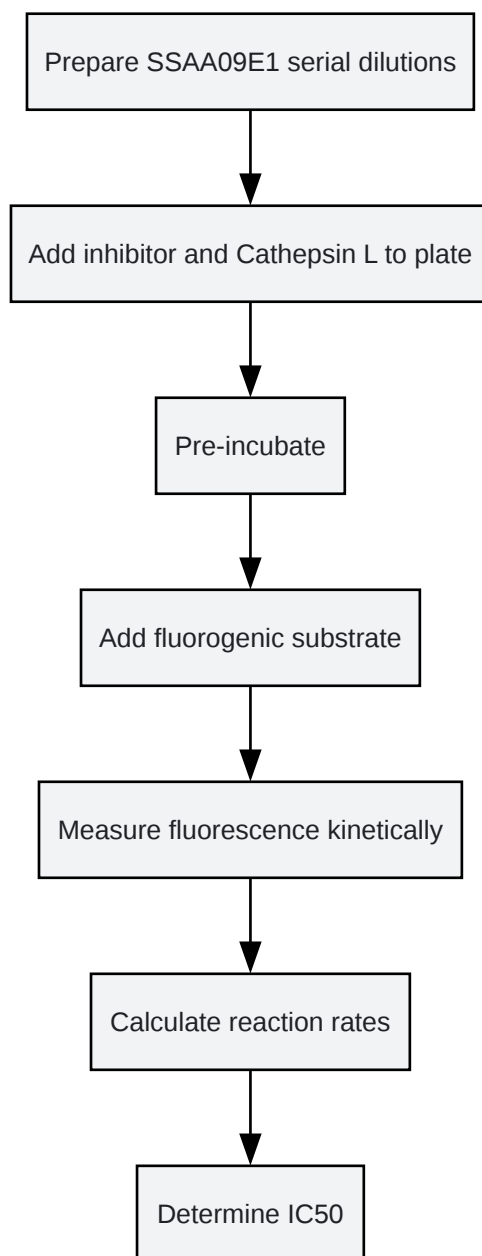 Prepare SSAA09E1 serial dilutions
Add inhibitor and Cathepsin L to plate
Pre-incubate
Add fluorogenic substrate
Measure fluorescence kinetically
Calculate reaction rates
Determine IC50